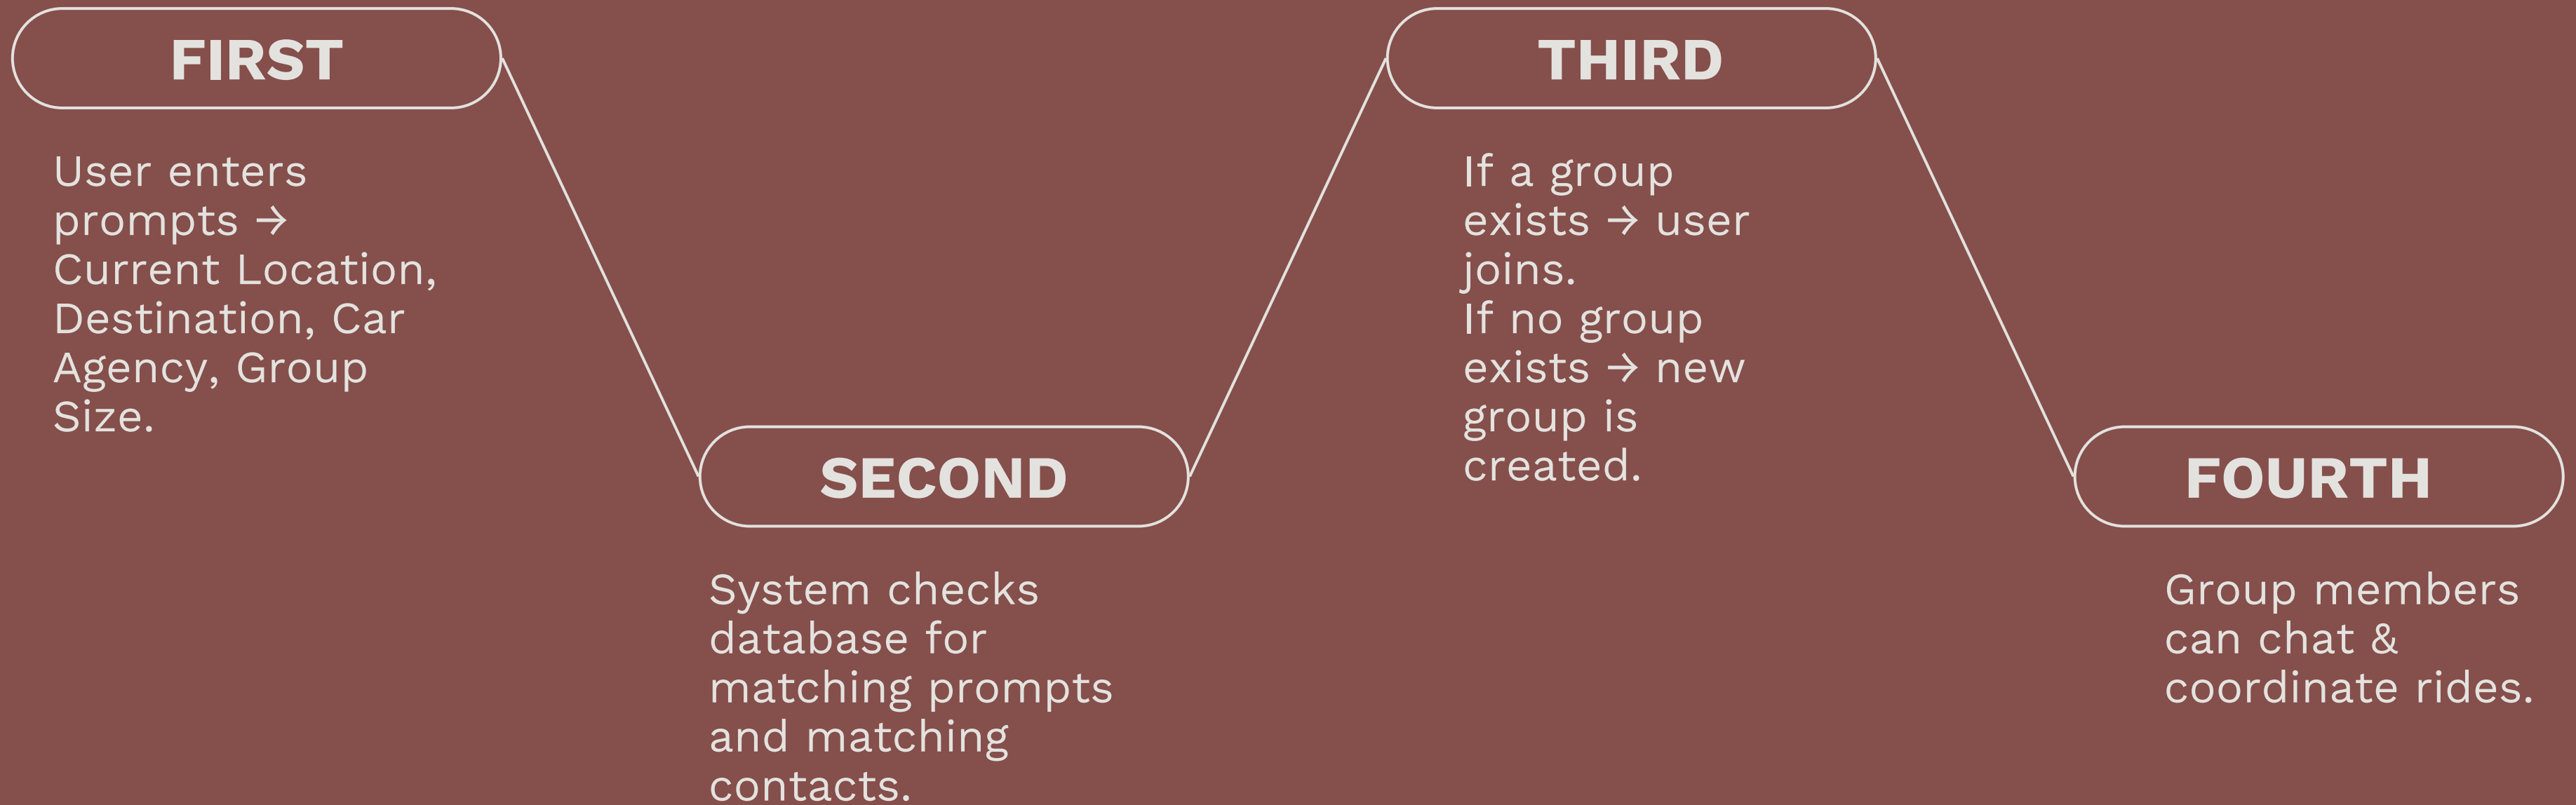 FIRST
User enters
prompts →
Current Location,
Destination, Car
Agency, Group
Size.
SECOND
System checks
database for
matching prompts
and matching
contacts.
THIRD
If a group
exists → user
joins.
If no group
exists → new
group is
created.
FOURTH
Group members
can chat &
coordinate rides.